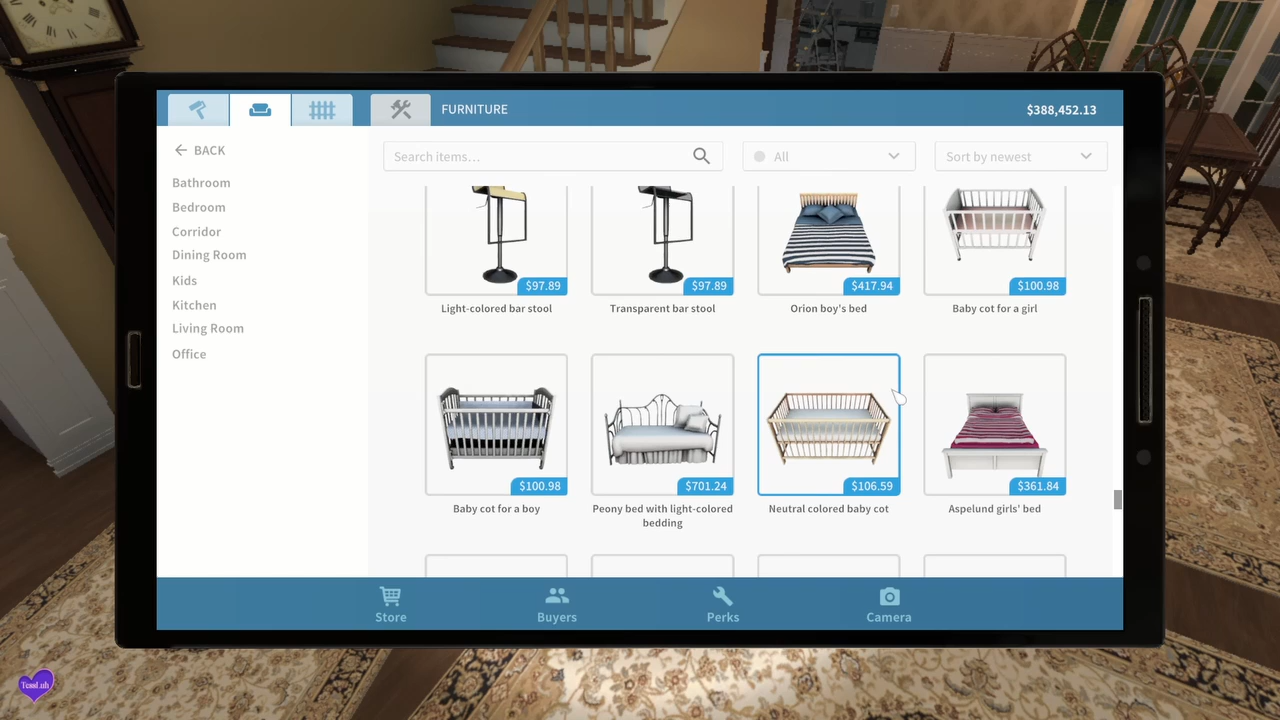 FURNITURE
$388,452.13
BACK
Search items...
All
Sort by newest
Bathroom
Bedroom
Corridor
Dining Room
Kids
Kitchen
Living Room
Office
$97.89
$97.89
$417.94
$100.98
Light-colored bar stool
Transparent bar stool
Orion boy's bed
Baby cot for a girl
$100.98
$701.24
$106.59
$361.84
Baby cot for a boy
Peony bed with light-colored
bedding
Neutral colored baby cot
Aspelund girls' bed
Store
Buyers
Perks
Camera
TessLuh